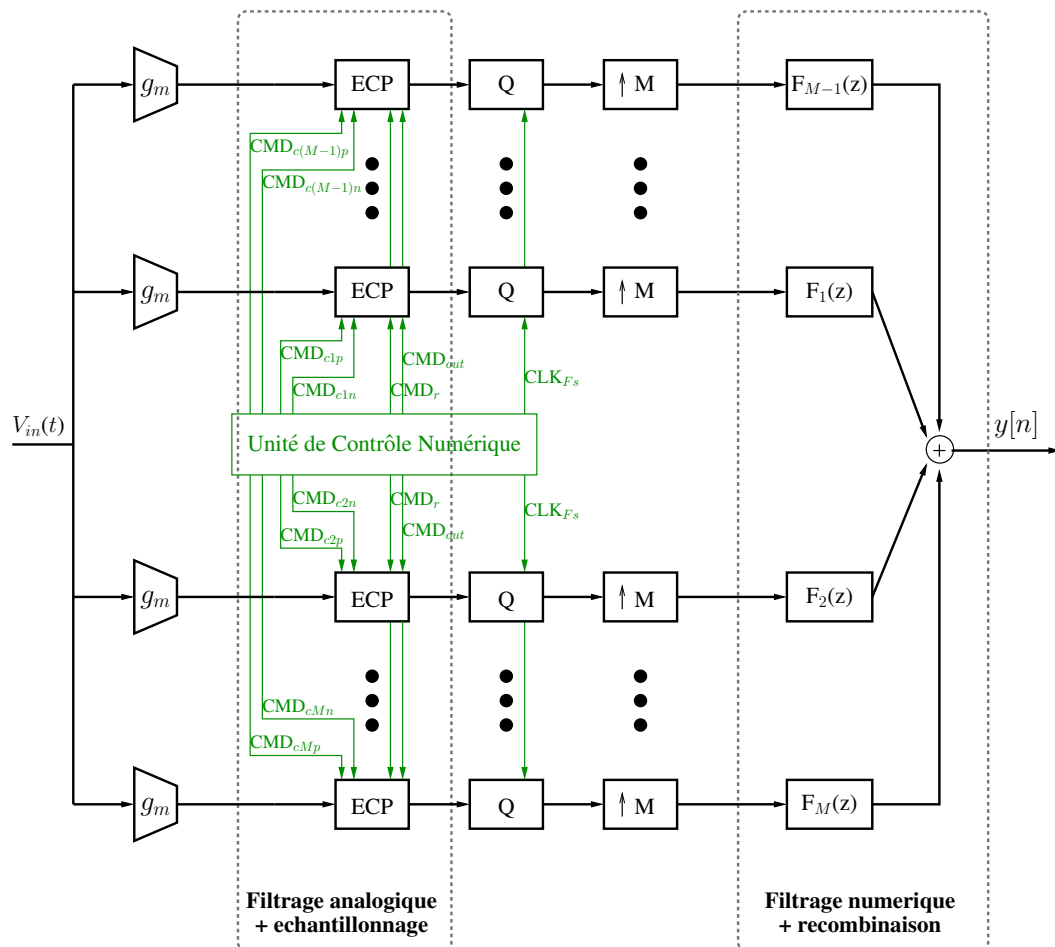 g_m ECP Q ↑ M F_{M−1}(z)
CMD_{c(M−1)p}
CMD_{c(M−1)n}
g_m ECP Q ↑ M F_1(z)
CMD_{c1p} CMD_{out}
CLK_{Fs}
CMD_{c1n} CMD_r
V_{in}(t) Unité de Contrôle Numérique + y[n]
CMD_{c2n} CMD_r
CLK_{Fs}
CMD_{c2p} CMD_{out}
g_m ECP Q ↑ M F_2(z)
CMD_{cMn}
CMD_{cMp}
g_m ECP Q ↑ M F_M(z)
Filtrage analogique Filtrage numerique
+ echantillonnage + recombinaison